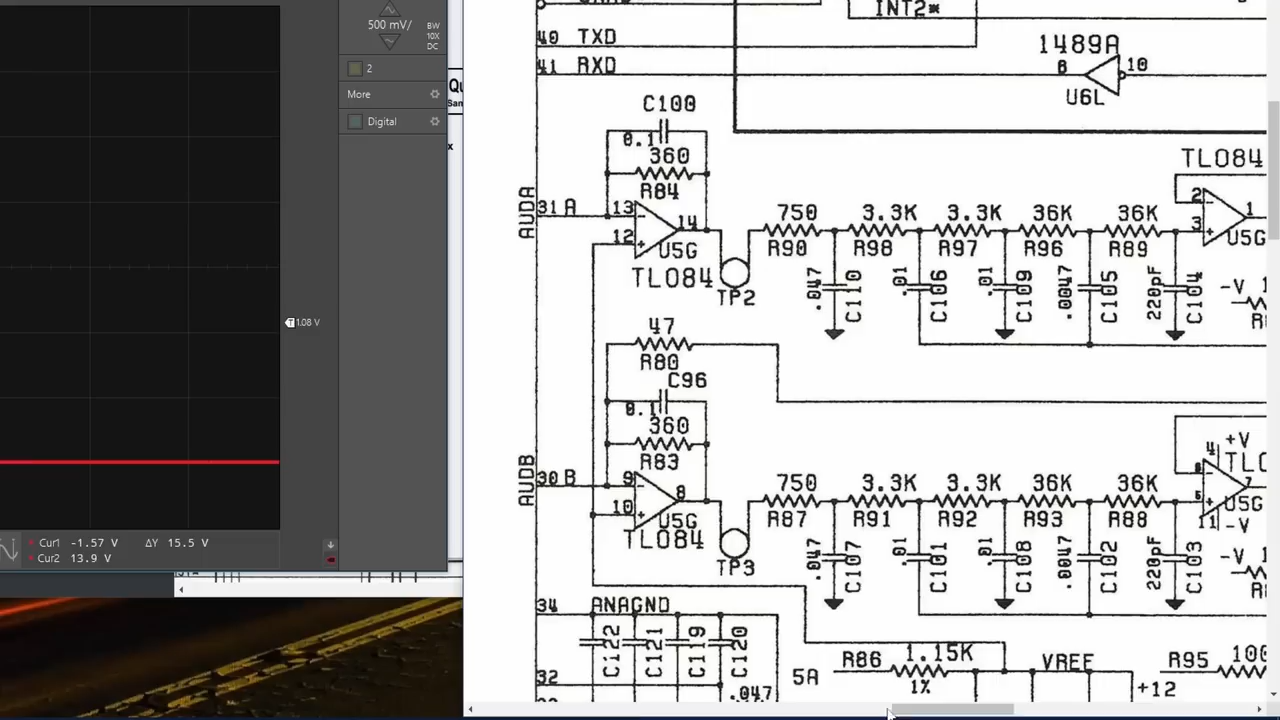 500 mV/
BW
10X
DC
2
More
Digital
T 1.08 V
Cur1 -1.57 V ΔY 15.5 V
Cur2 13.9 V
Qu
Sam
x
INT2*
40 TXD
41 RXD
1489A
8
10
U6L
C100
0.1
360
R84
AUDA
31 A
13
12
14
U5G
TL084
TP2
750
R90
3.3K
R98
3.3K
R97
36K
R96
36K
R89
TL084
2
3
1
U5G
.047
C110
.01
C106
.01
C109
.0047
C105
220pF
C104
-V
47
R80
C96
0.1
360
R83
AUDB
30 B
9
10
8
U5G
TL084
TP3
750
R87
3.3K
R91
3.3K
R92
36K
R93
36K
R88
4
+V
6
5
7
U5G
11
-V
.047
C107
.01
C101
.01
C108
.0047
C102
220pF
C103
-V
34 ANAGND
C122
C121
C119
C120
32
.047
5A
R86
1.15K
1%
VREF
+12
R95
100